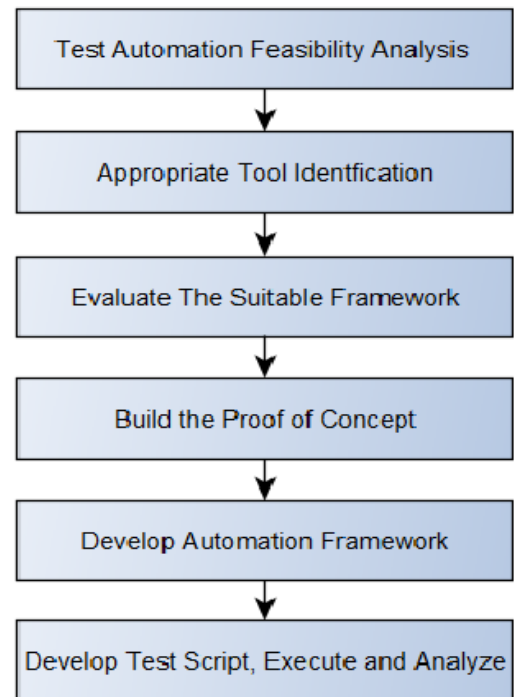 Test Automation Feasibility Analysis
Appropriate Tool Identfication
Evaluate The Suitable Framework
Build the Proof of Concept
Develop Automation Framework
Develop Test Script, Execute and Analyze